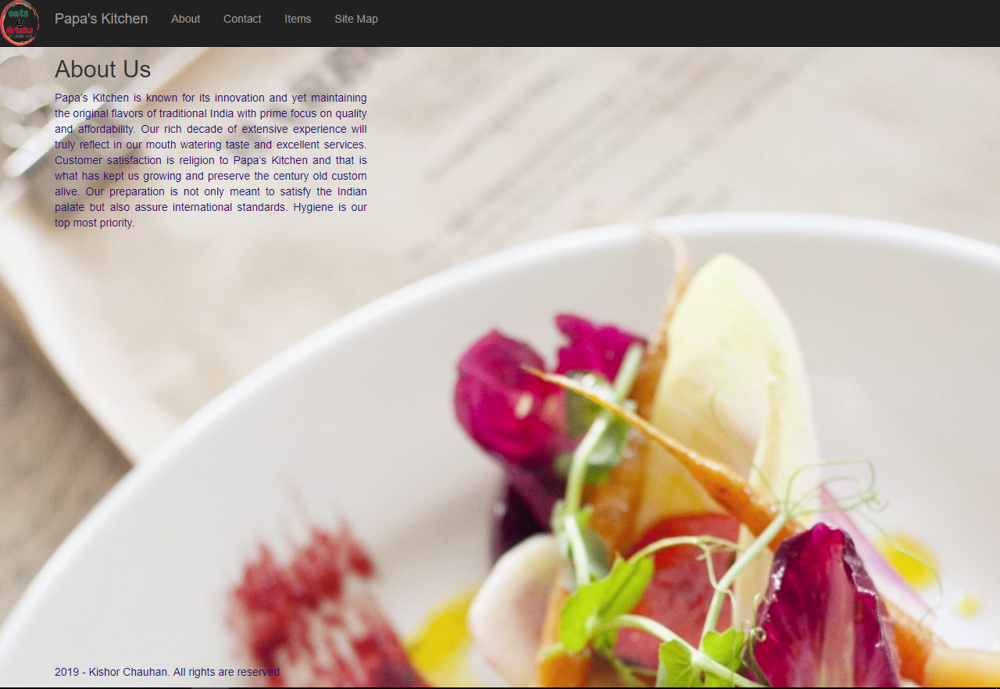 eats
&
drinks
Papa's Kitchen About Contact Items Site Map
About Us
Papa’s Kitchen is known for its innovation and yet maintaining
the original flavors of traditional India with prime focus on quality
and affordability. Our rich decade of extensive experience will
truly reflect in our mouth watering taste and excellent services.
Customer satisfaction is religion to Papa’s Kitchen and that is
what has kept us growing and preserve the century old custom
alive. Our preparation is not only meant to satisfy the Indian
palate but also assure international standards. Hygiene is our
top most priority.
2019 - Kishor Chauhan. All rights are reserved